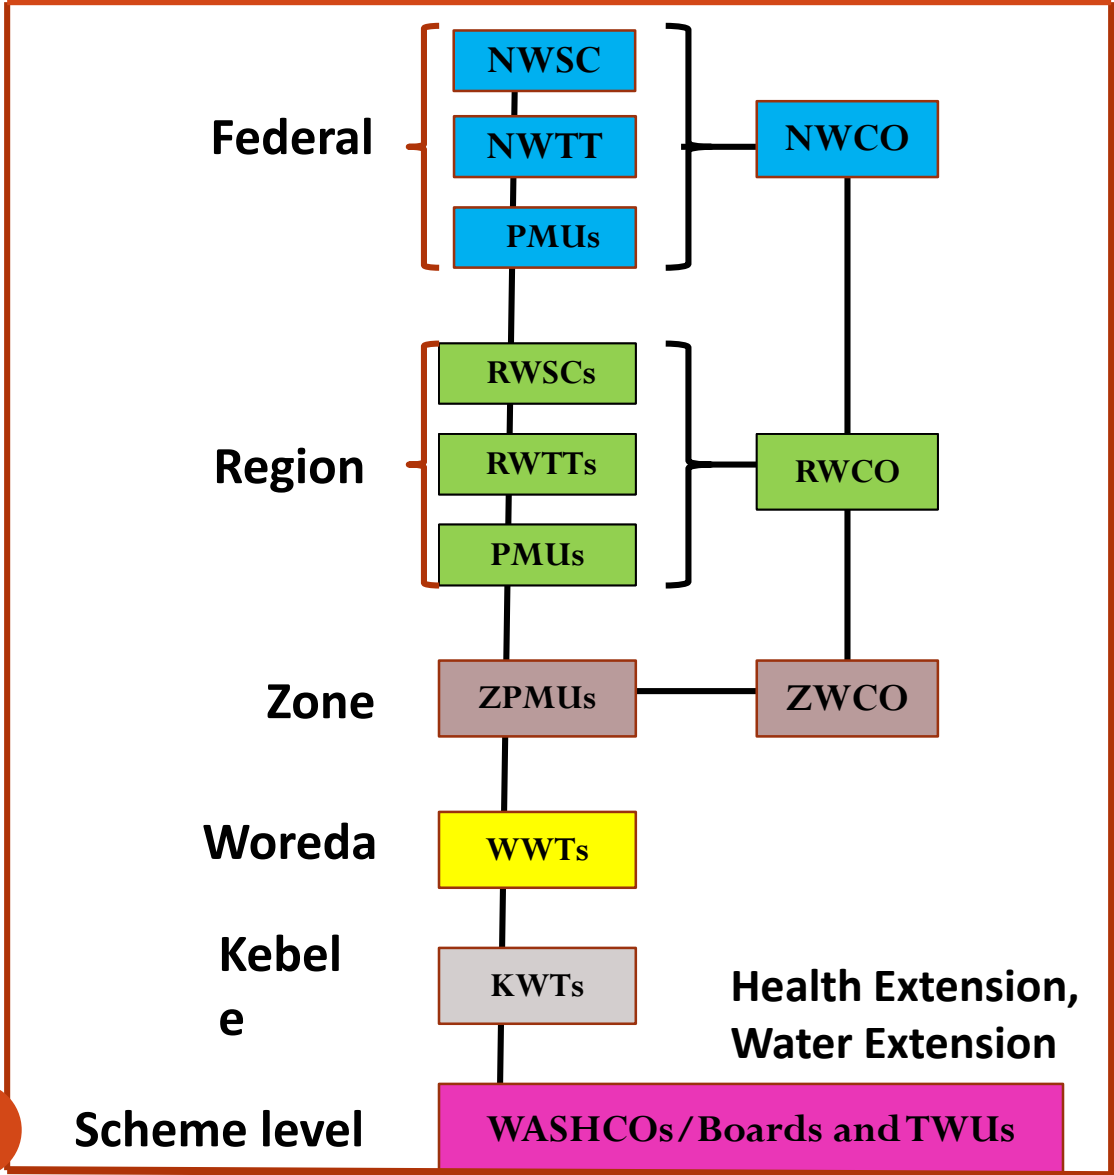 NWSC
Federal
NWTT
NWCO
PMUs
RWSCs
Region
RWTTs
RWCO
PMUs
Zone
ZPMUs
ZWCO
Woreda
WWTs
Kebel
e
KWTs
Health Extension,
Water Extension
Scheme level
WASHCOs/Boards and TWUs